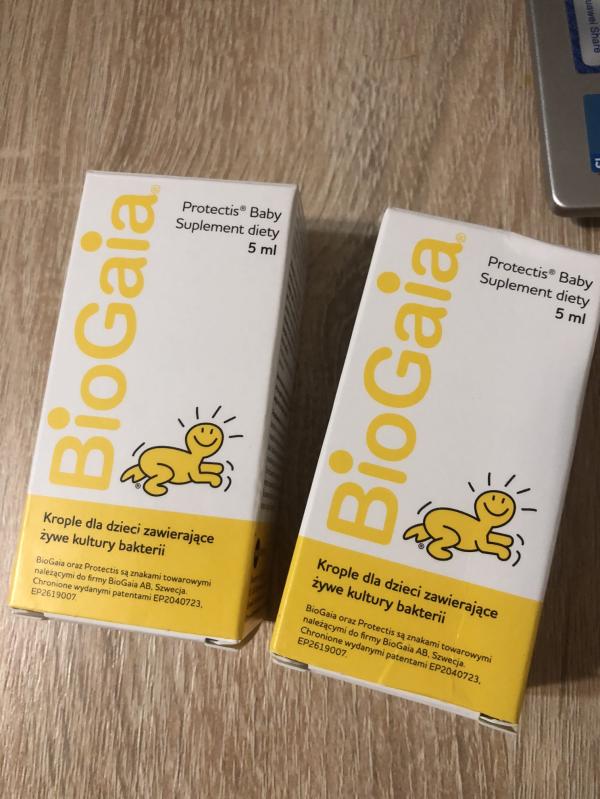 BioGaia®
Protectis® Baby
Suplement diety
5 ml
Krople dla dzieci zawierające
żywe kultury bakterii
BioGaia oraz Protectis są znakami towarowymi
należącymi do firmy BioGaia AB, Szwecja.
Chronione wydanymi patentami EP2040723,
EP2619007.
BioGaia®
Protectis® Baby
Suplement diety
5 ml
Krople dla dzieci zawierające
żywe kultury bakterii
BioGaia oraz Protectis są znakami towarowymi
należącymi do firmy BioGaia AB, Szwecja.
Chronione wydanymi patentami EP2040723,
EP2619007.
Huawei Share